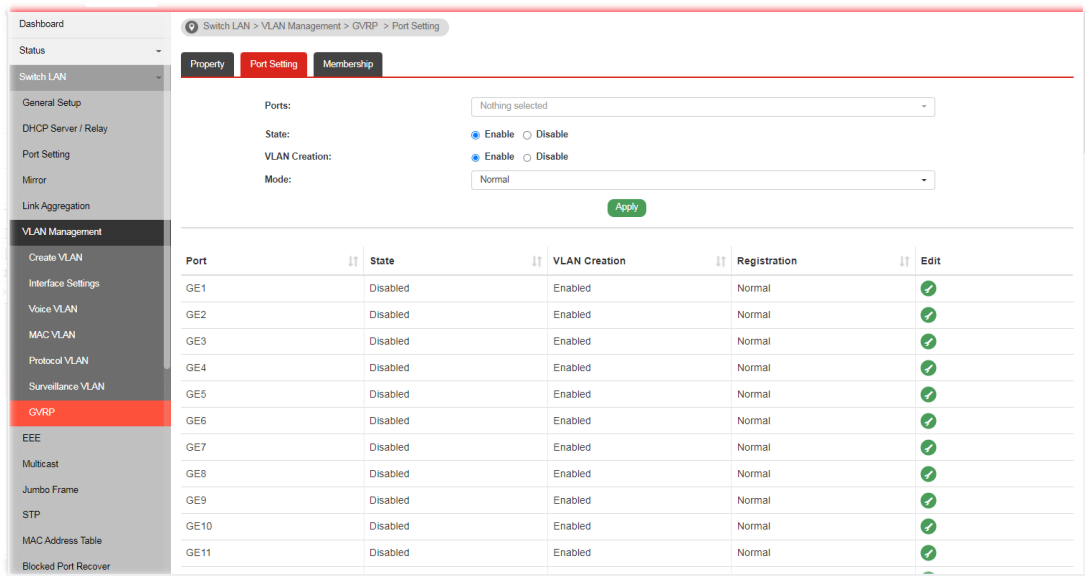 Dashboard
Status
Switch LAN
General Setup
DHCP Server / Relay
Port Setting
Mirror
Link Aggregation
VLAN Management
Create VLAN
Interface Settings
Voice VLAN
MAC VLAN
Protocol VLAN
Surveillance VLAN
GVRP
EEE
Multicast
Jumbo Frame
STP
MAC Address Table
Blocked Port Recover
Switch LAN > VLAN Management > GVRP > Port Setting
Property Port Setting Membership
Ports: Nothing selected
State: Enable Disable
VLAN Creation: Enable Disable
Mode: Normal
Apply
Port State VLAN Creation Registration Edit
GE1 Disabled Enabled Normal
GE2 Disabled Enabled Normal
GE3 Disabled Enabled Normal
GE4 Disabled Enabled Normal
GE5 Disabled Enabled Normal
GE6 Disabled Enabled Normal
GE7 Disabled Enabled Normal
GE8 Disabled Enabled Normal
GE9 Disabled Enabled Normal
GE10 Disabled Enabled Normal
GE11 Disabled Enabled Normal